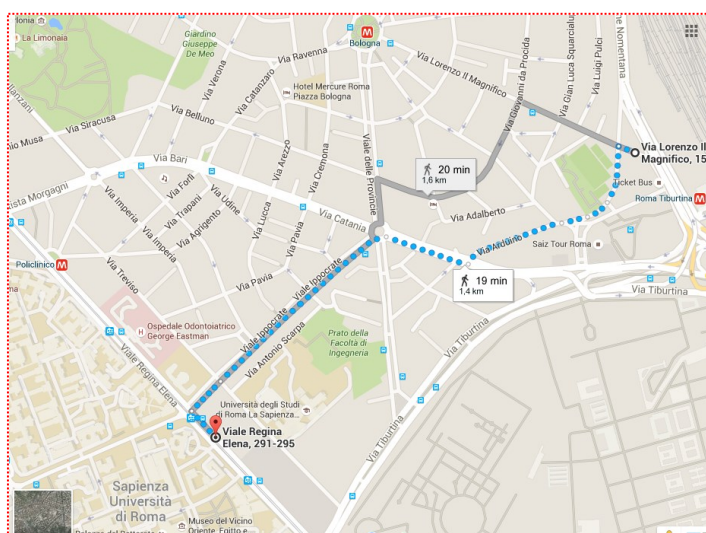 La Limonaia
Giardino
Giuseppe
De Meo
Via Ravenna
Bologna
Via Lorenzo Il Magnifico
Via Giovanni da Procida
Via Gian Luca Squarcialu
Via Luigi Pulci
Nomentana
Via Verona
Via Catanzaro
Hotel Mercure Roma
Piazza Bologna
Via Siracusa
Via Belluno
Via Bari
Via Arezzo
Via Cremona
Viale delle Provincie
20 min
1,6 km
Via Lorenzo Il
Magnifico, 15
Ticket Bus
Roma Tiburtina
Morgagni
Via Forlì
Via Trapani
Via Udine
Via Agrigento
Via Imperia
Via Imperia
Via Lucca
Via Pavia
Via Catania
Via Adalberto
Via Arduino
Saiz Tour Roma
Policlinico
Via Treviso
Via Pavia
Viale Ippocrate
Viale Ippocrate
19 min
1,4 km
Via Tiburtina
Via Tiburtina
Ospedale Odontoiatrico
George Eastman
Via Antonio Scarpa
Prato della
Facoltà di
Ingegneria
Viale Regina Elena
Università degli Studi
di Roma La Sapienza...
Viale Regina
Elena, 291-295
Via Tiburtina
Sapienza
Università
di Roma
Museo del Vicino
Oriente, Egitto e